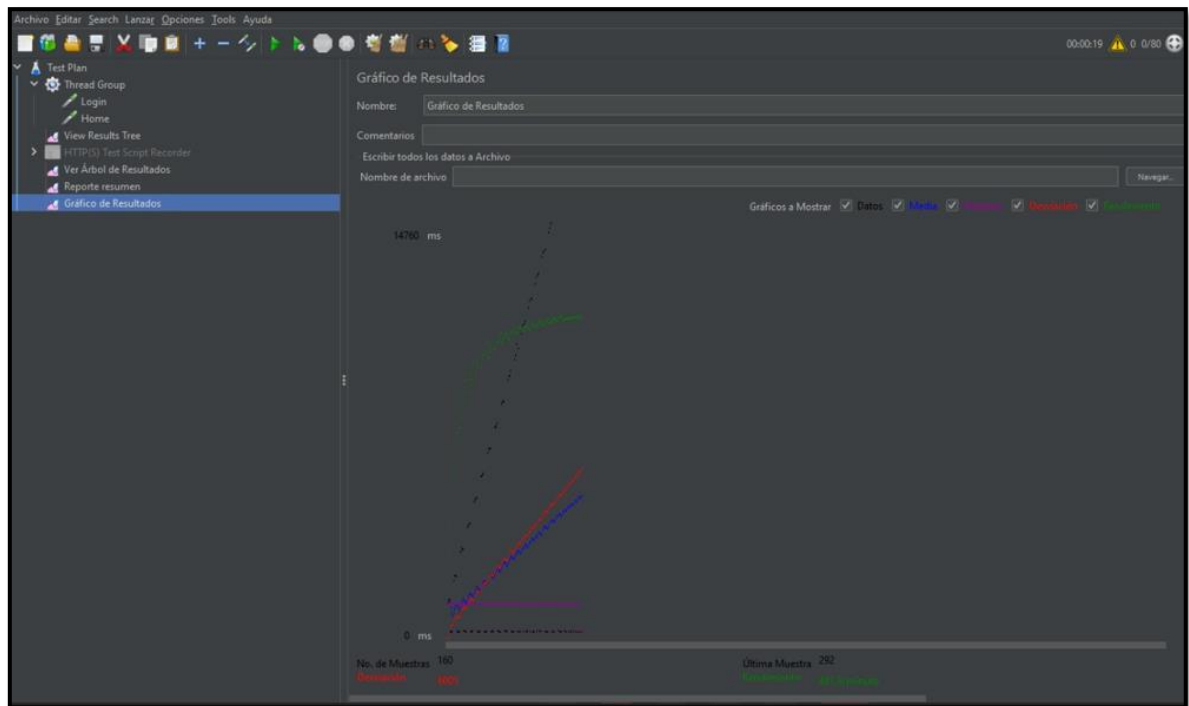 Archivo Editar Search Lanzar Opciones Tools Ayuda
00:00:19 0 0/80
Test Plan
Thread Group
Login
Home
View Results Tree
HTTP(S) Test Script Recorder
Ver Árbol de Resultados
Reporte resumen
Gráfico de Resultados
Gráfico de Resultados
Nombre: Gráfico de Resultados
Comentarios
Escribir todos los datos a Archivo
Nombre de archivo Navegar...
Gráficos a Mostrar Datos Media Desviación Rendimiento
14760 ms
0 ms
No. de Muestras 160 Última Muestra 292
Desviación Rendimiento